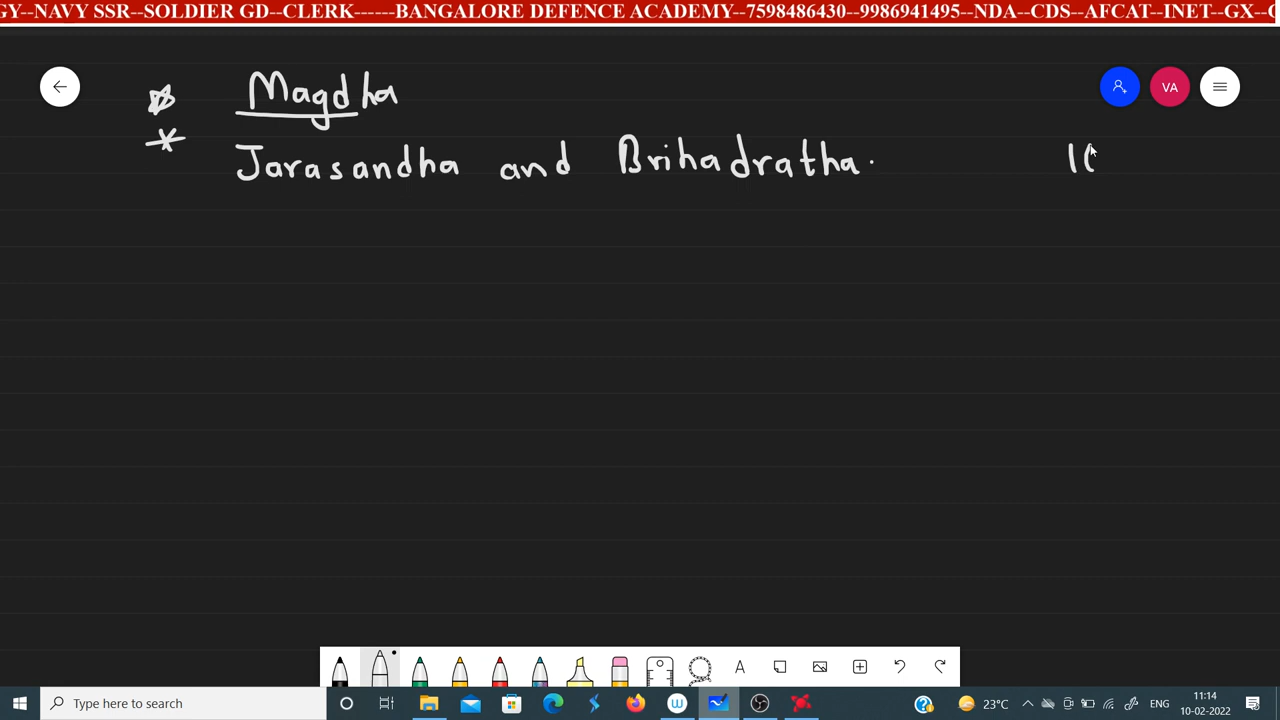 GY--NAVY SSR--SOLDIER GD--CLERK------BANGALORE DEFENCE ACADEMY--7598486430--9986941495--NDA--CDS--AFCAT--INET--GX--C
Magdha
VA
* Jarasandha and Brihadratha.
A
Type here to search
23°C
ENG
11:14
10-02-2022